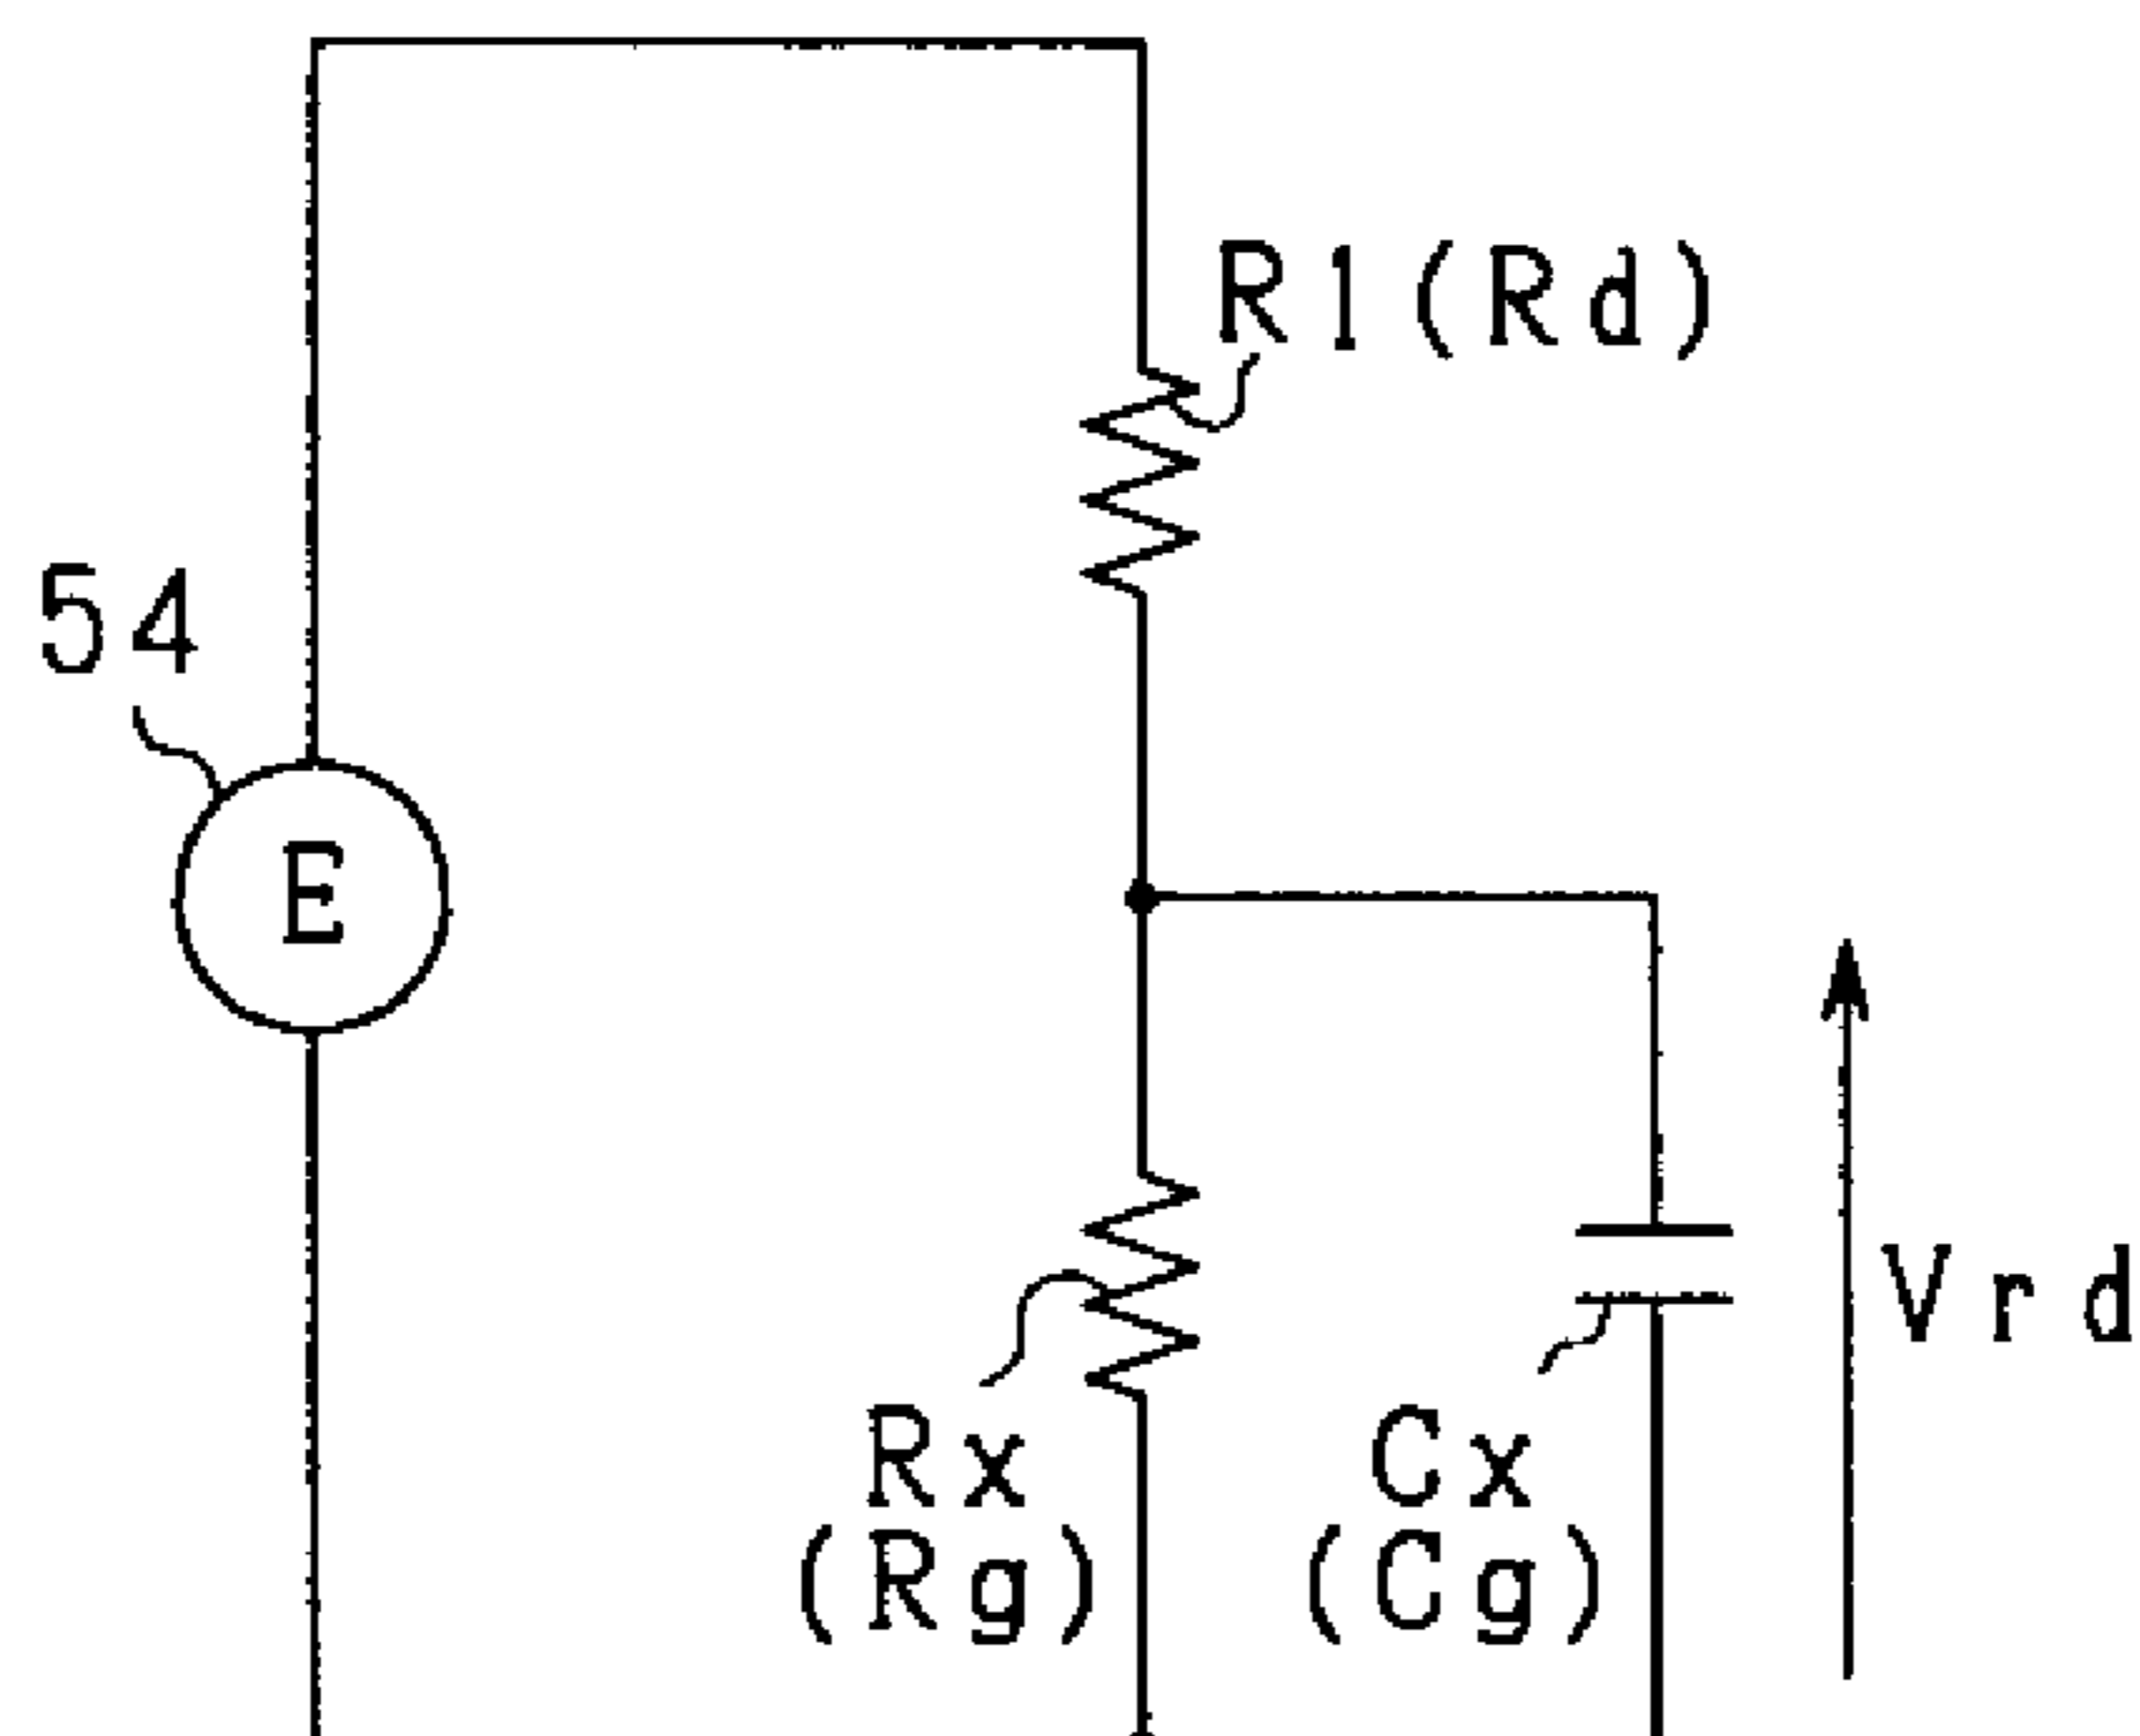 R1(Rd)
54
E
Vrd
Rx
(Rg)
Cx
(Cg)